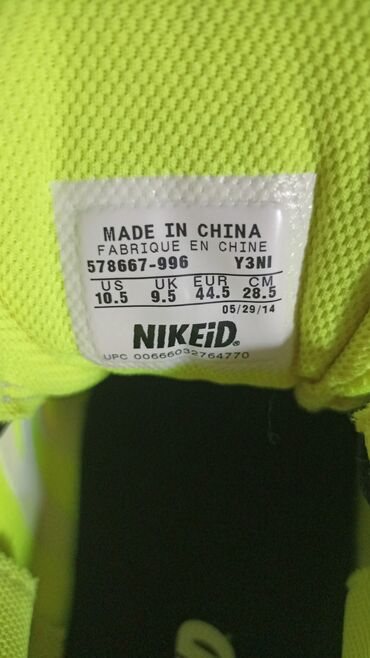 MADE IN CHINA
FABRIQUE EN CHINE
578667-996 Y3NI
US UK EUR CM
10.5 9.5 44.5 28.5
05/29/14
NIKEiD.
UPC 00666032764770